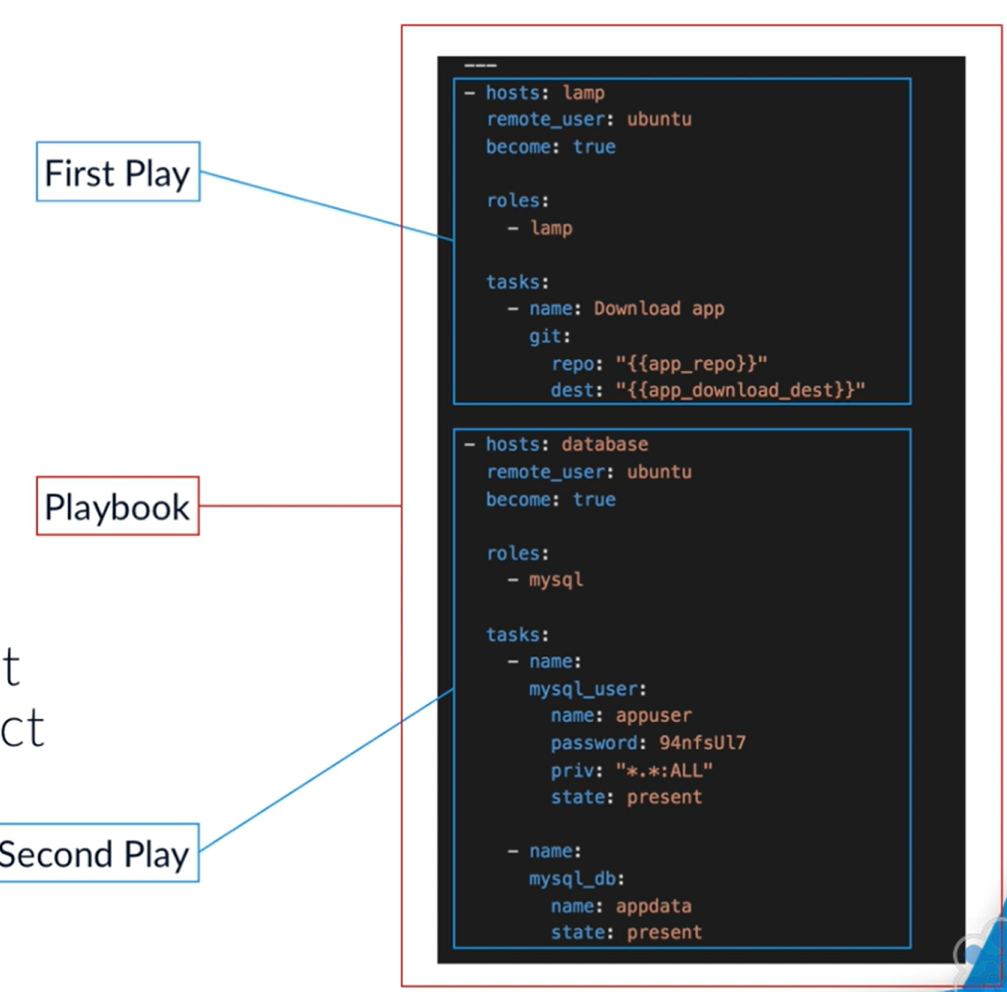 First Play
Playbook
t
ct
Second Play
---
- hosts: lamp
  remote_user: ubuntu
  become: true

  roles:
    - lamp

  tasks:
    - name: Download app
      git:
        repo: "{{app_repo}}"
        dest: "{{app_download_dest}}"

- hosts: database
  remote_user: ubuntu
  become: true

  roles:
    - mysql

  tasks:
    - name:
      mysql_user:
        name: appuser
        password: 94nfsUl7
        priv: "*.*:ALL"
        state: present

    - name:
      mysql_db:
        name: appdata
        state: present